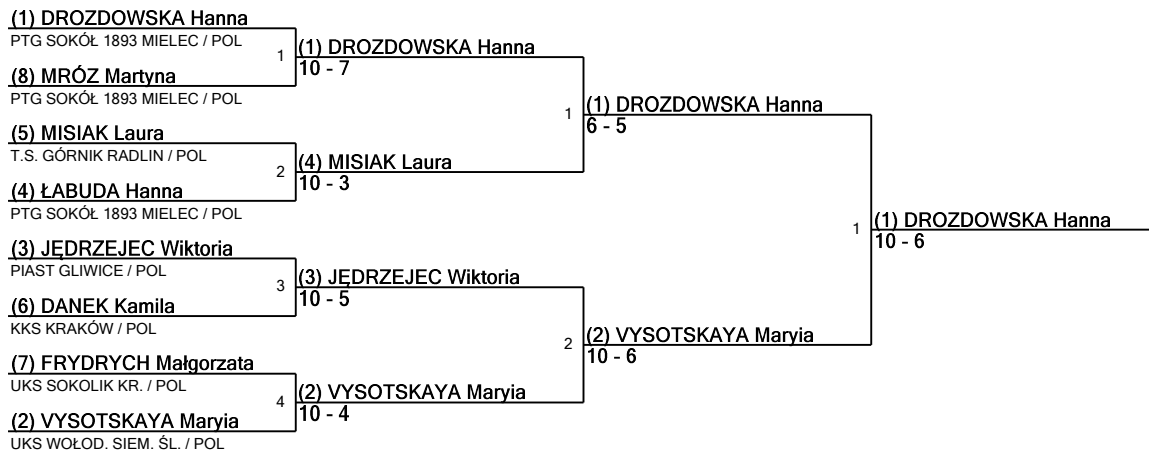 (1) DROZDOWSKA Hanna
PTG SOKÓŁ 1893 MIELEC / POL
1
(8) MRÓZ Martyna
PTG SOKÓŁ 1893 MIELEC / POL
(5) MISIAK Laura
T.S. GÓRNIK RADLIN / POL
2
(4) ŁABUDA Hanna
PTG SOKÓŁ 1893 MIELEC / POL
(3) JĘDRZEJEC Wiktoria
PIAST GLIWICE / POL
3
(6) DANEK Kamila
KKS KRAKÓW / POL
(7) FRYDRYCH Małgorzata
UKS SOKOLIK KR. / POL
4
(2) VYSOTSKAYA Maryia
UKS WOŁOD. SIEM. ŚL. / POL
(1) DROZDOWSKA Hanna
10 - 7
1
(4) MISIAK Laura
10 - 3
(3) JĘDRZEJEC Wiktoria
10 - 5
2
(2) VYSOTSKAYA Maryia
10 - 4
(1) DROZDOWSKA Hanna
6 - 5
1
(2) VYSOTSKAYA Maryia
10 - 6
(1) DROZDOWSKA Hanna
10 - 6